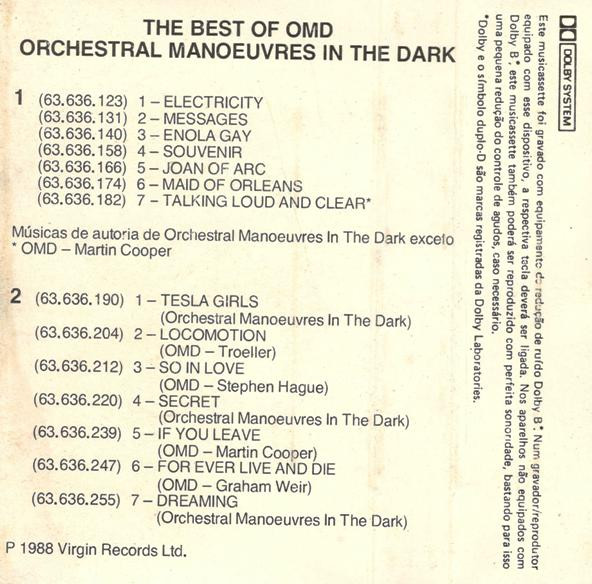 THE BEST OF OMD
ORCHESTRAL MANOEUVRES IN THE DARK
1 (63.636.123) 1 – ELECTRICITY
(63.636.131) 2 – MESSAGES
(63.636.140) 3 – ENOLA GAY
(63.636.158) 4 – SOUVENIR
(63.636.166) 5 – JOAN OF ARC
(63.636.174) 6 – MAID OF ORLEANS
(63.636.182) 7 – TALKING LOUD AND CLEAR*
Músicas de autoria de Orchestral Manoeuvres In The Dark exceto
* OMD – Martin Cooper
2 (63.636.190) 1 – TESLA GIRLS
(Orchestral Manoeuvres In The Dark)
(63.636.204) 2 – LOCOMOTION
(OMD – Troeller)
(63.636.212) 3 – SO IN LOVE
(OMD – Stephen Hague)
(63.636.220) 4 – SECRET
(Orchestral Manoeuvres In The Dark)
(63.636.239) 5 – IF YOU LEAVE
(OMD – Martin Cooper)
(63.636.247) 6 – FOR EVER LIVE AND DIE
(OMD – Graham Weir)
(63.636.255) 7 – DREAMING
(Orchestral Manoeuvres In The Dark)
P 1988 Virgin Records Ltd.
DOLBY SYSTEM
Este musicassette foi gravado com equipamento de redução de ruído Dolby B*. Num gravador/reprodutor
equipado com esse dispositivo, a respectiva tecla deverá ser ligada. Nos aparelhos não equipados com
Dolby B*, este musicassette também poderá ser reproduzido com perfeita sonoridade, bastando para isso
uma pequena redução do controle de agudos, caso necessário.
*Dolby e o símbolo duplo-D são marcas registradas da Dolby Laboratories.